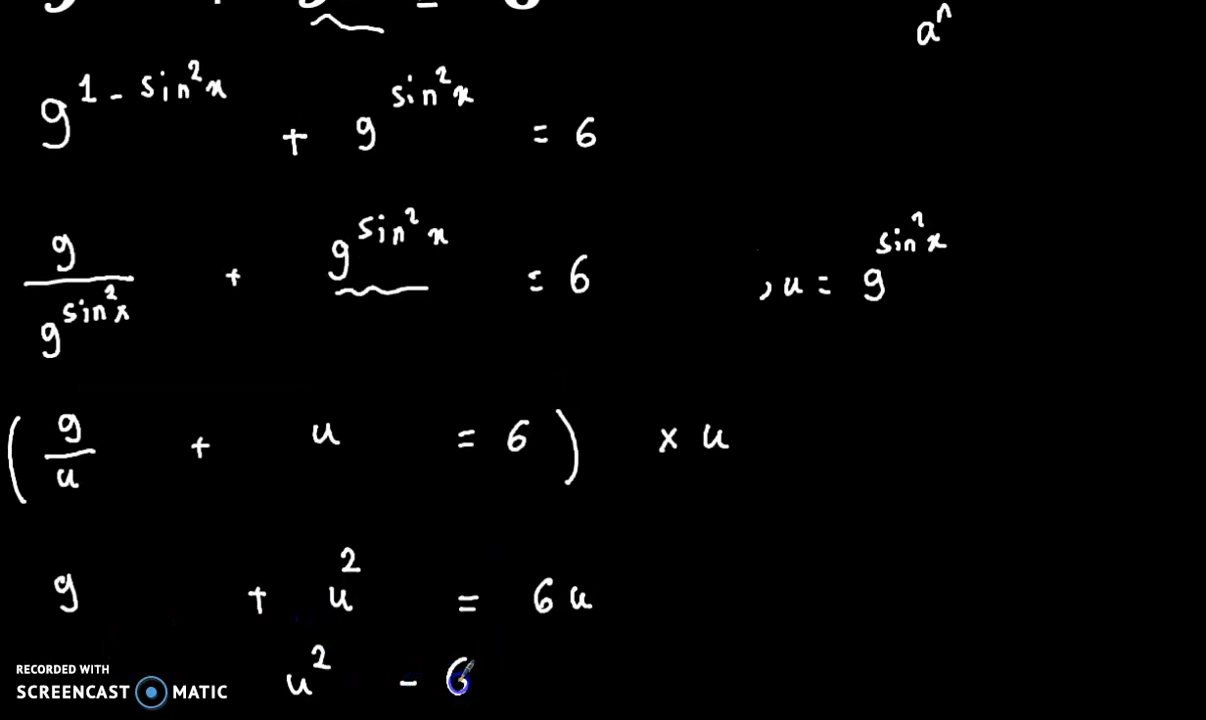 aⁿ
9^(1 - sin²x) + 9^(sin²x) = 6
9/9^(sin²x) + 9^(sin²x) = 6 , u = 9^(sin²x)
(9/u + u = 6) × u
9 + u² = 6u
u² - 6
RECORDED WITH
SCREENCAST MATIC